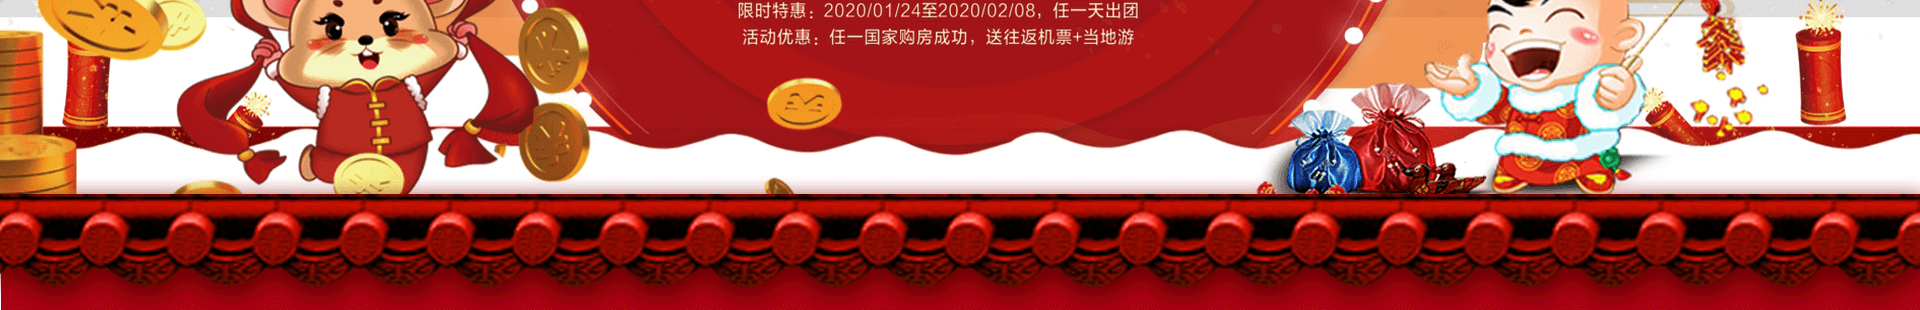 限时特惠：2020/01/24至2020/02/08，任一天出团
活动优惠：任一国家购房成功，送往返机票+当地游